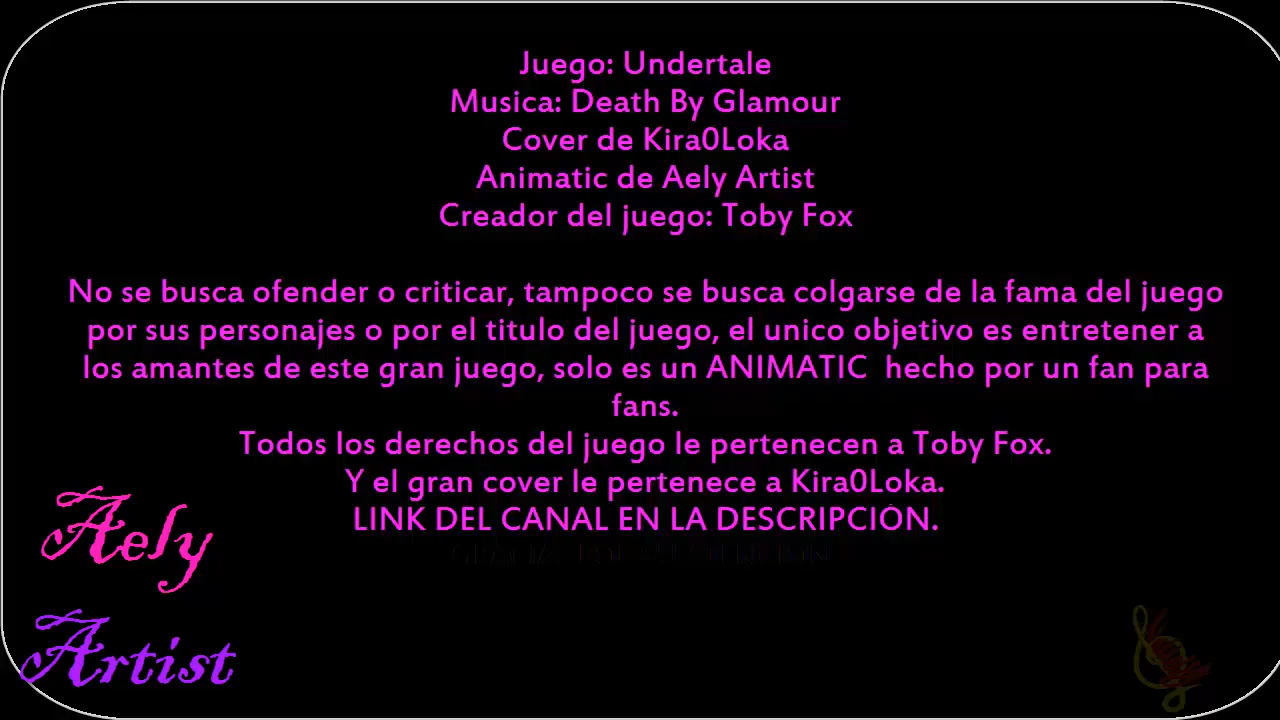 Juego: Undertale
Musica: Death By Glamour
Cover de Kira0Loka
Animatic de Aely Artist
Creador del juego: Toby Fox
No se busca ofender o criticar, tampoco se busca colgarse de la fama del juego
por sus personajes o por el titulo del juego, el unico objetivo es entretener a
los amantes de este gran juego, solo es un ANIMATIC hecho por un fan para
fans.
Todos los derechos del juego le pertenecen a Toby Fox.
Y el gran cover le pertenece a Kira0Loka.
LINK DEL CANAL EN LA DESCRIPCIÓN.
Aely
Artist